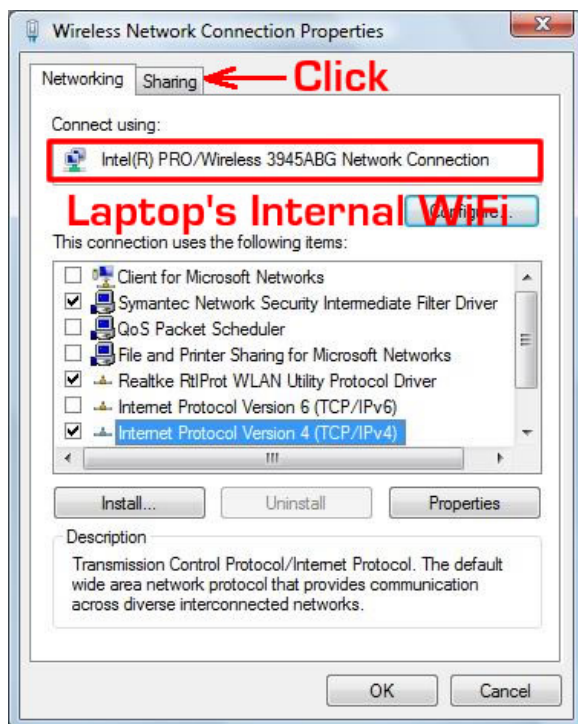 Wireless Network Connection Properties
Networking
Sharing
Click
Connect using:
Intel(R) PRO/Wireless 3945ABG Network Connection
Laptop's Internal WiFi
Configure...
This connection uses the following items:
Client for Microsoft Networks
Symantec Network Security Intermediate Filter Driver
QoS Packet Scheduler
File and Printer Sharing for Microsoft Networks
Realtke RtlProt WLAN Utility Protocol Driver
Internet Protocol Version 6 (TCP/IPv6)
Internet Protocol Version 4 (TCP/IPv4)
Install...
Uninstall
Properties
Description
Transmission Control Protocol/Internet Protocol. The default
wide area network protocol that provides communication
across diverse interconnected networks.
OK
Cancel